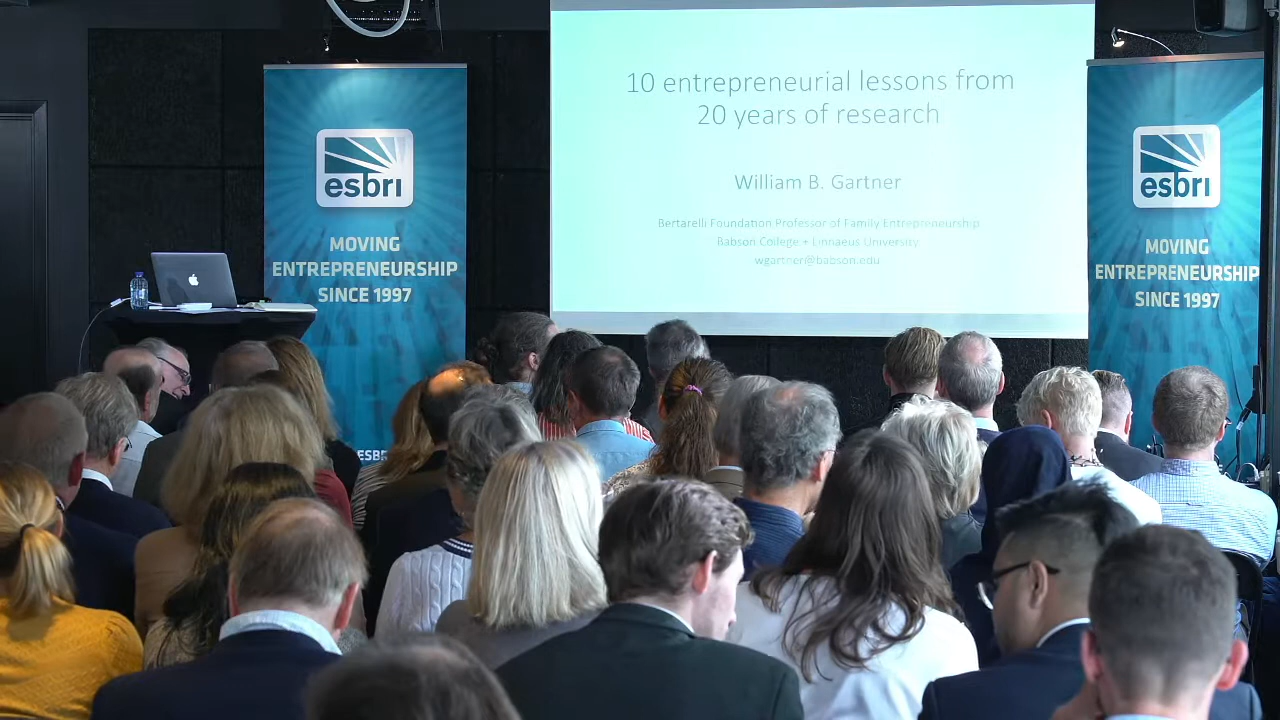 esbri
MOVING
ENTREPRENEURSHIP
SINCE 1997
ESBR
10 entrepreneurial lessons from
20 years of research
William B. Gartner
Bertarelli Foundation Professor of Family Entrepreneurship
Babson College + Linnaeus University
wgartner@babson.edu
esbri
MOVING
ENTREPRENEURSHIP
SINCE 1997